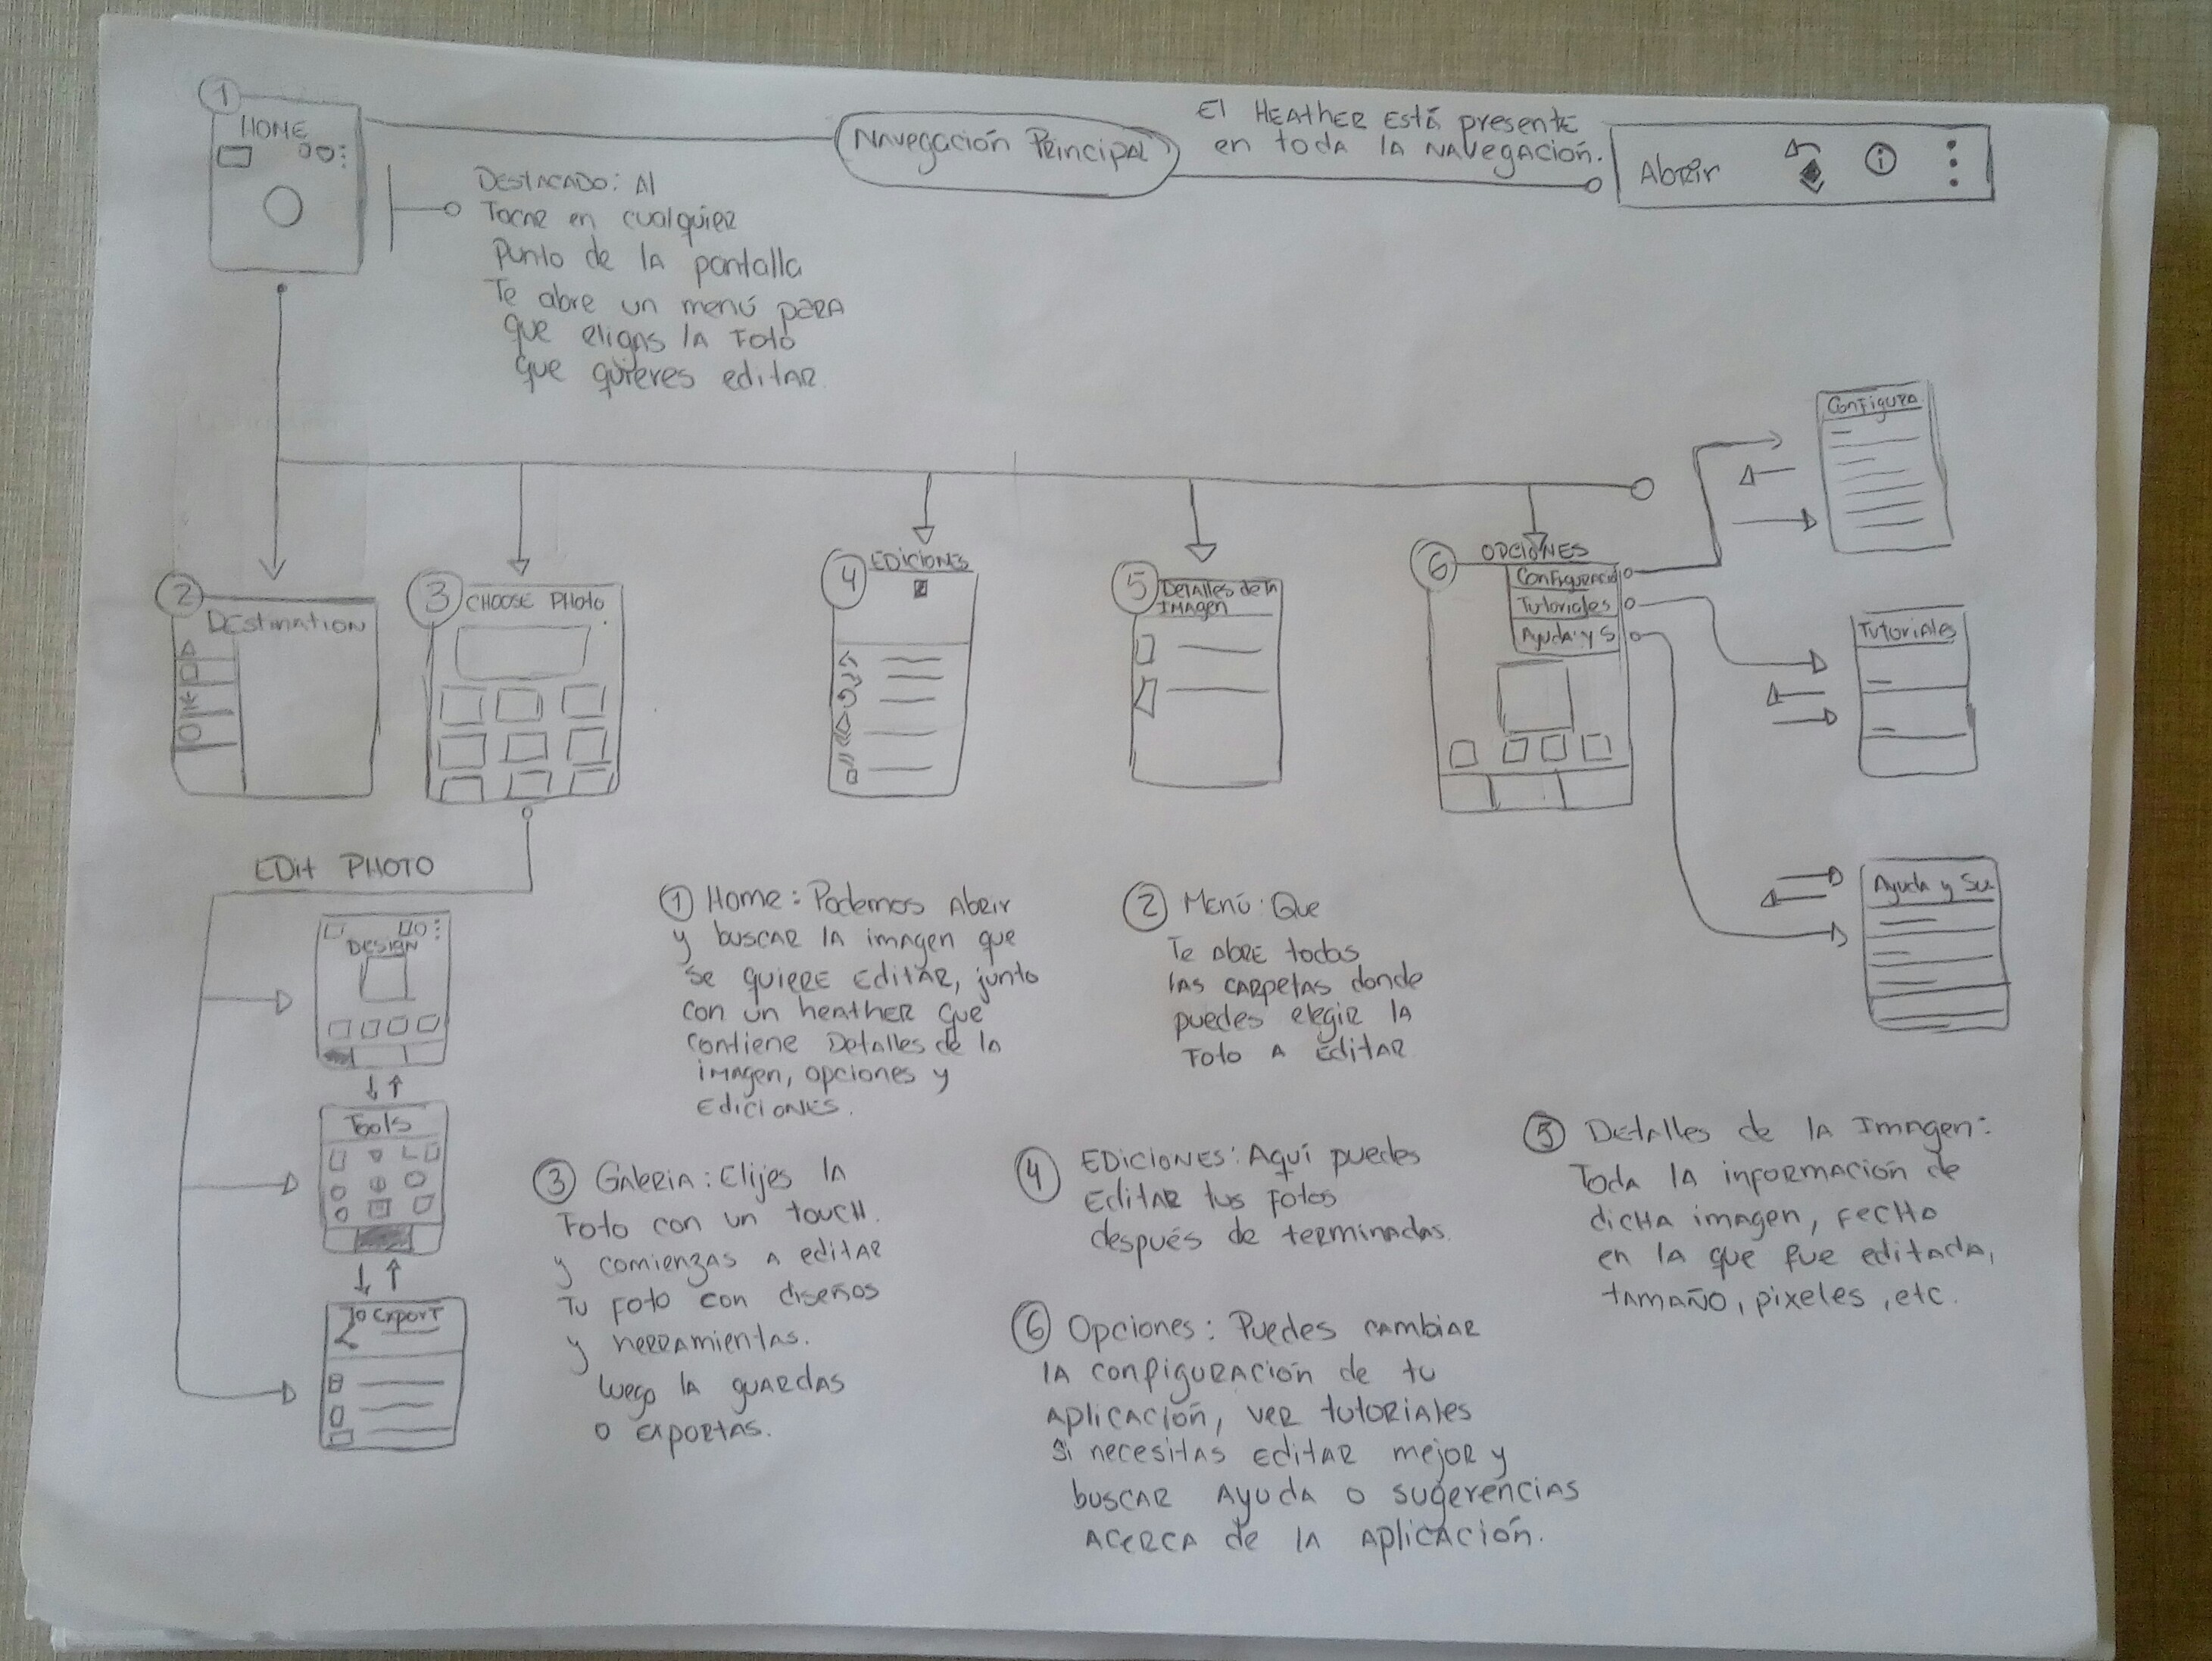 1
HOME
Navegación Principal
El HEATHER está presente
en toda la navegación.
Abrir
DESTACADO: Al
Tocar en cualquier
Punto de la pantalla
Te abre un menú para
que eligas la Foto
que quieres editar
Configura
2
DEstination
3 CHOOSE PHoto
4 EDICIONES
5 Detalles de la
IMAgen
6 OPCIONES
Configuració
Tutoriales
Ayuda y S
Tutoriales
Ayuda y Su
EDit PHOTO
DESIGN
Tools
To Export
1 Home: Podemos Abrir
y buscar la imagen que
se quiere editar, junto
con un heather que
contiene Detalles de la
imagen, opciones y
Ediciones.
2 Menú: Que
Te abre todas
las carpetas donde
puedes elegir la
Foto a Editar
3 Galeria: Elijes la
Foto con un touch.
y comienzas a editar
Tu foto con diseños
y herramientas.
luego la guardas
o exportas.
4 EDICIONES: Aquí puedes
Editar tus Fotos
después de terminadas.
5 Detalles de la Imagen:
Toda la información de
dicha imagen, fecho
en la que fue editada,
tamaño, pixeles, etc.
6 Opciones: Puedes cambiar
la configuración de tu
aplicación, ver tutoriales
si necesitas editar mejor y
buscar Ayuda o sugerencias
acerca de la aplicación.